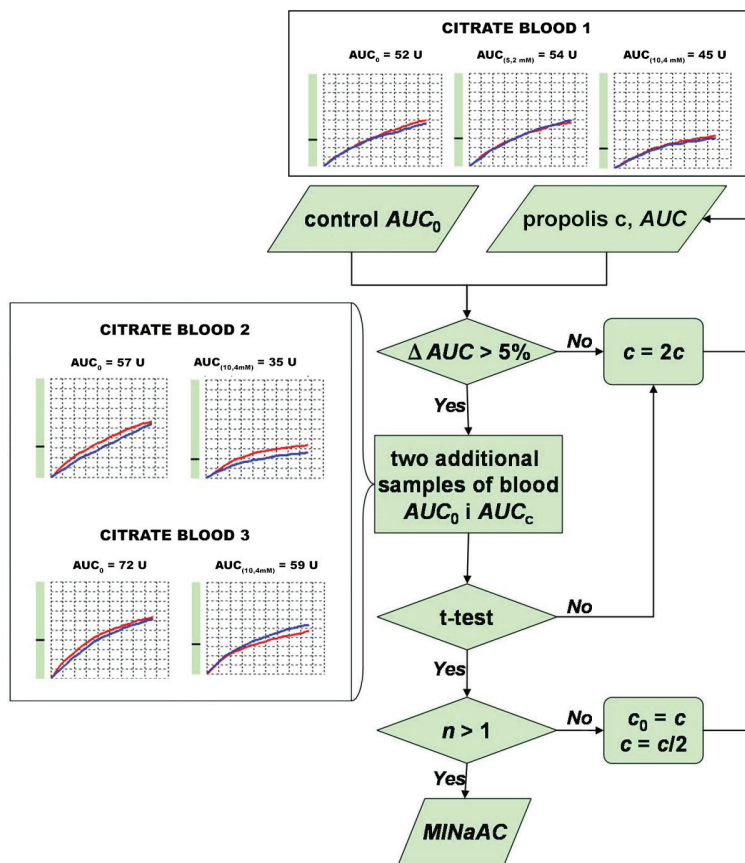 CITRATE BLOOD 1
AUC0 = 52 U
AUC(5,2 mM) = 54 U
AUC(10,4 mM) = 45 U
control AUC0
propolis c, AUC
Δ AUC > 5%
No
c = 2c
Yes
CITRATE BLOOD 2
AUC0 = 57 U
AUC(10,4mM) = 35 U
two additional
samples of blood
AUC0 i AUCc
CITRATE BLOOD 3
AUC0 = 72 U
AUC(10,4mM) = 59 U
t-test
No
Yes
n > 1
No
c0 = c
c = c/2
Yes
MINaAC